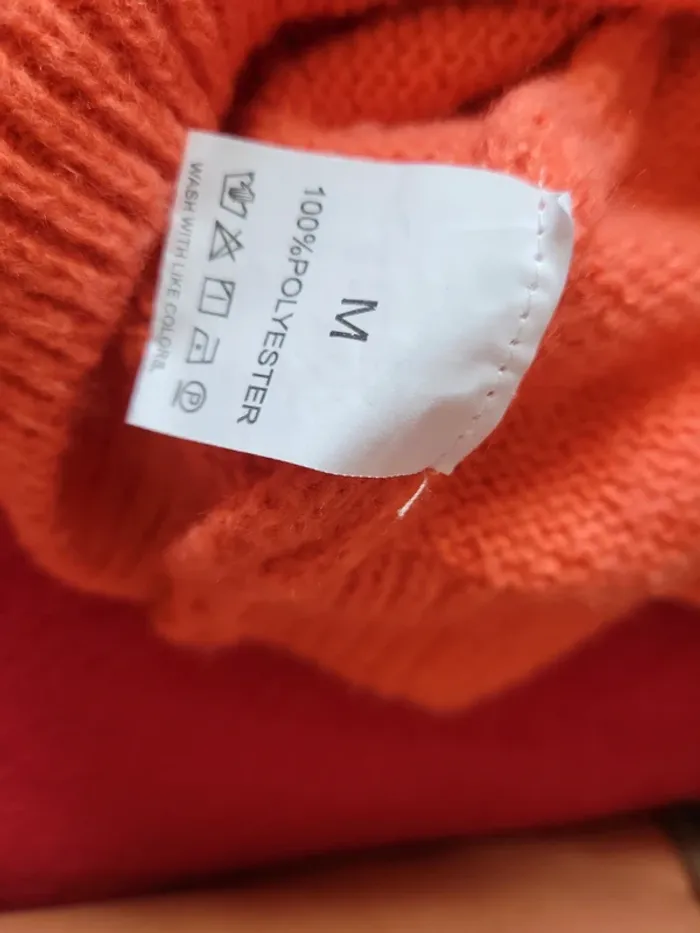 M
100%POLYESTER
P
WASH WITH LIKE COLORS.